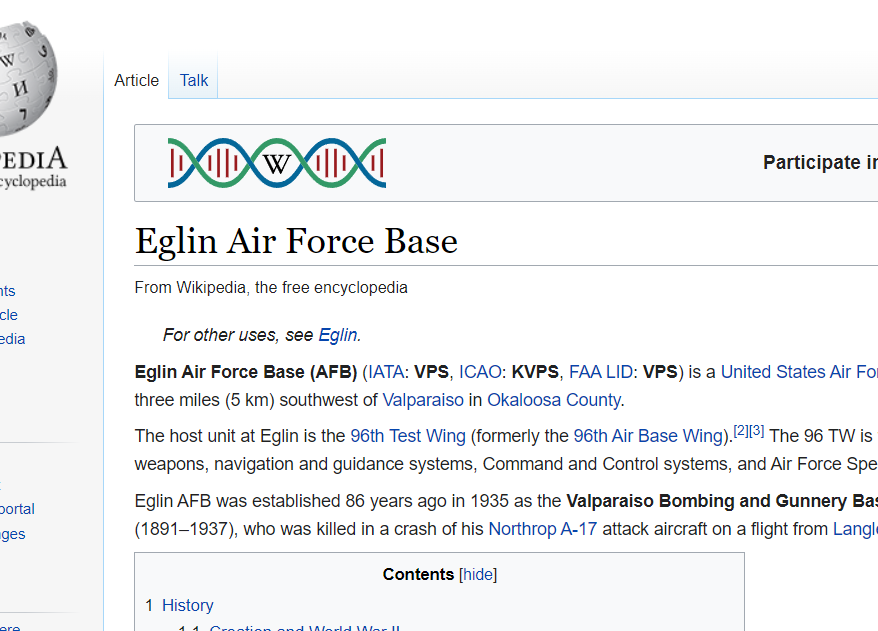 W
И
EDIA
cyclopedia
Article
Talk
W
Participate in
Eglin Air Force Base
From Wikipedia, the free encyclopedia
nts
cle
edia
For other uses, see Eglin.
Eglin Air Force Base (AFB) (IATA: VPS, ICAO: KVPS, FAA LID: VPS) is a United States Air For
three miles (5 km) southwest of Valparaiso in Okaloosa County.
The host unit at Eglin is the 96th Test Wing (formerly the 96th Air Base Wing).[2][3] The 96 TW is
weapons, navigation and guidance systems, Command and Control systems, and Air Force Spe
portal
ges
Eglin AFB was established 86 years ago in 1935 as the Valparaiso Bombing and Gunnery Bas
(1891–1937), who was killed in a crash of his Northrop A-17 attack aircraft on a flight from Langle
Contents [hide]
1 History
1.1 Creation and World War II
ere